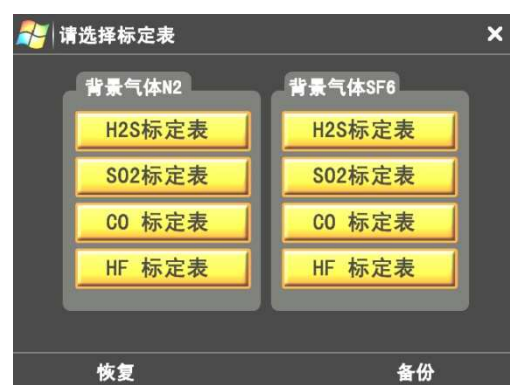 请选择标定表
背景气体N2
H2S标定表
SO2标定表
CO 标定表
HF 标定表
背景气体SF6
H2S标定表
SO2标定表
CO 标定表
HF 标定表
恢复
备份